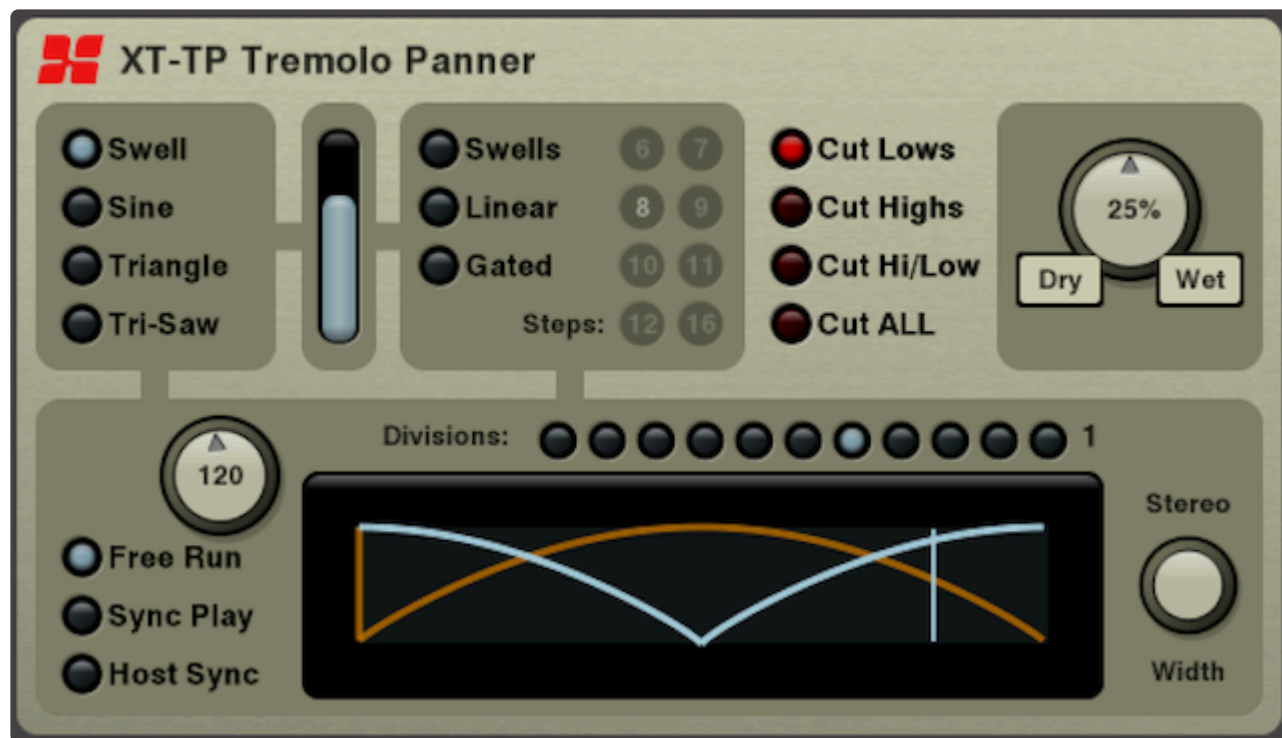 XT-TP Tremolo Panner
Swell
Sine
Triangle
Tri-Saw
Swells
Linear
Gated
6 7
8 9
10 11
Steps: 12 16
Cut Lows
Cut Highs
Cut Hi/Low
Cut ALL
25%
Dry Wet
120
Free Run
Sync Play
Host Sync
Divisions: 1
Stereo
Width